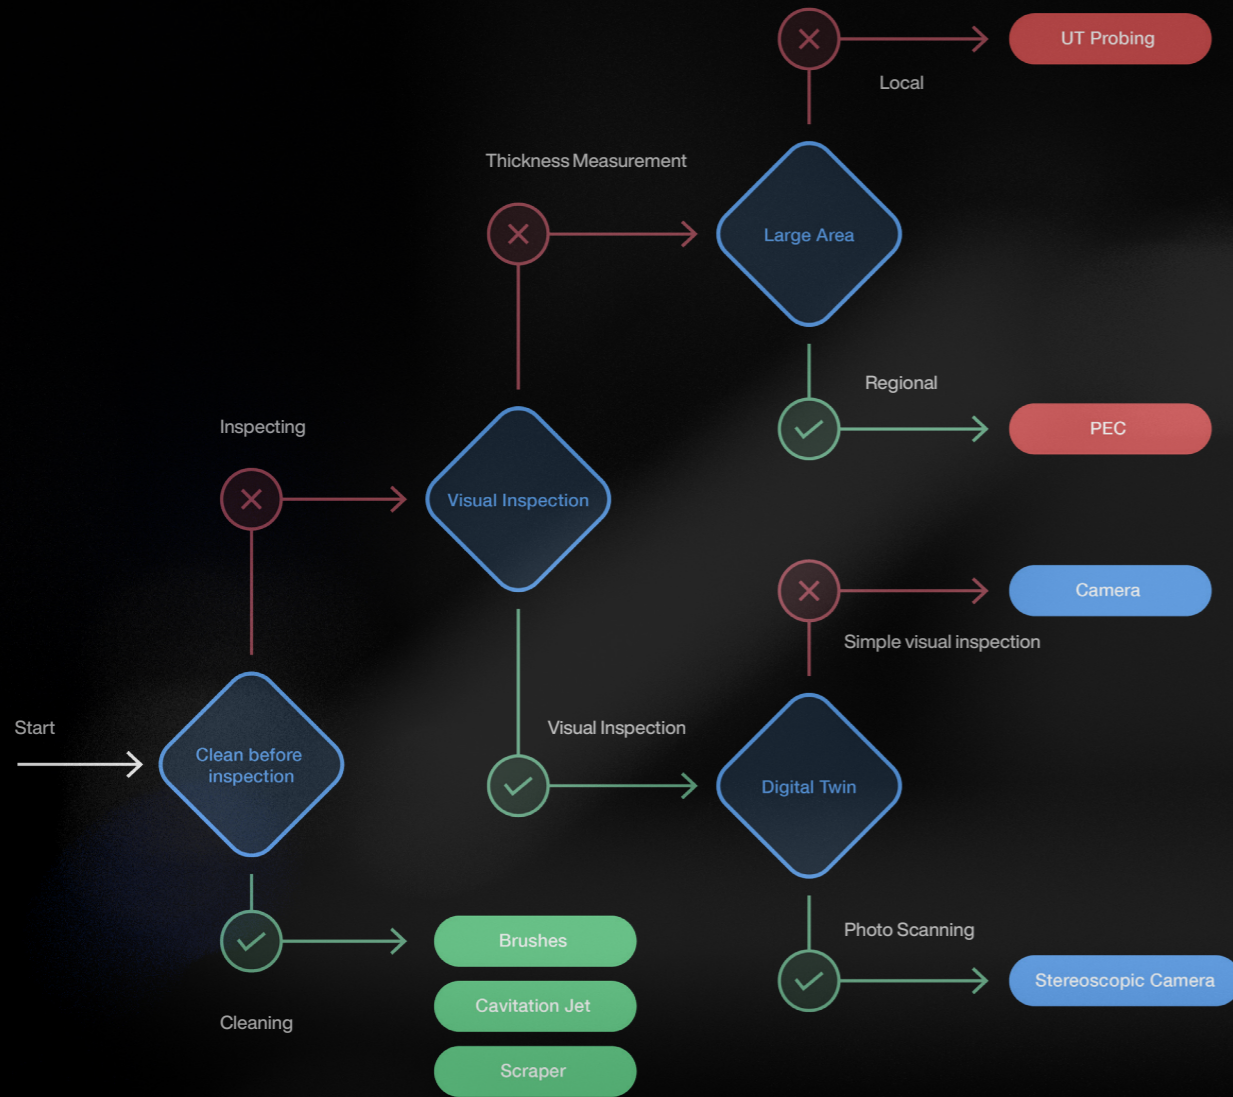 UT Probing
Local
Thickness Measurement
Large Area
Regional
Inspecting
PEC
Visual Inspection
Camera
Simple visual inspection
Start
Visual Inspection
Clean before
inspection
Digital Twin
Photo Scanning
Brushes
Stereoscopic Camera
Cavitation Jet
Cleaning
Scraper